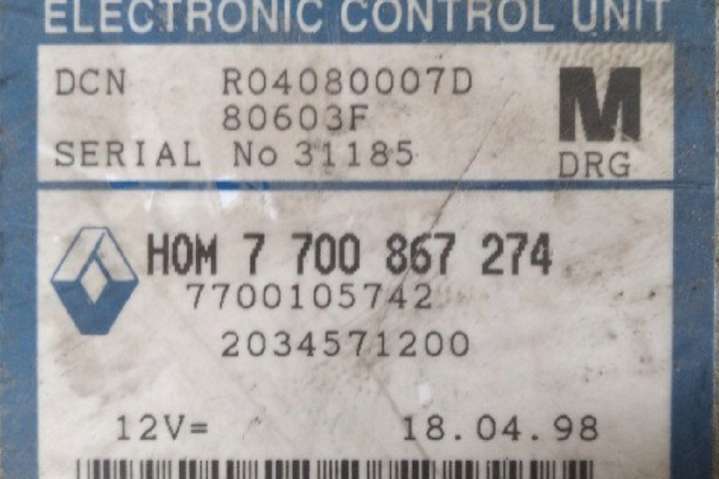 ELECTRONIC CONTROL UNIT
DCN R04080007D
80603F
M
SERIAL No 31185
DRG
HOM 7 700 867 274
7700105742
2034571200
12V= 18.04.98